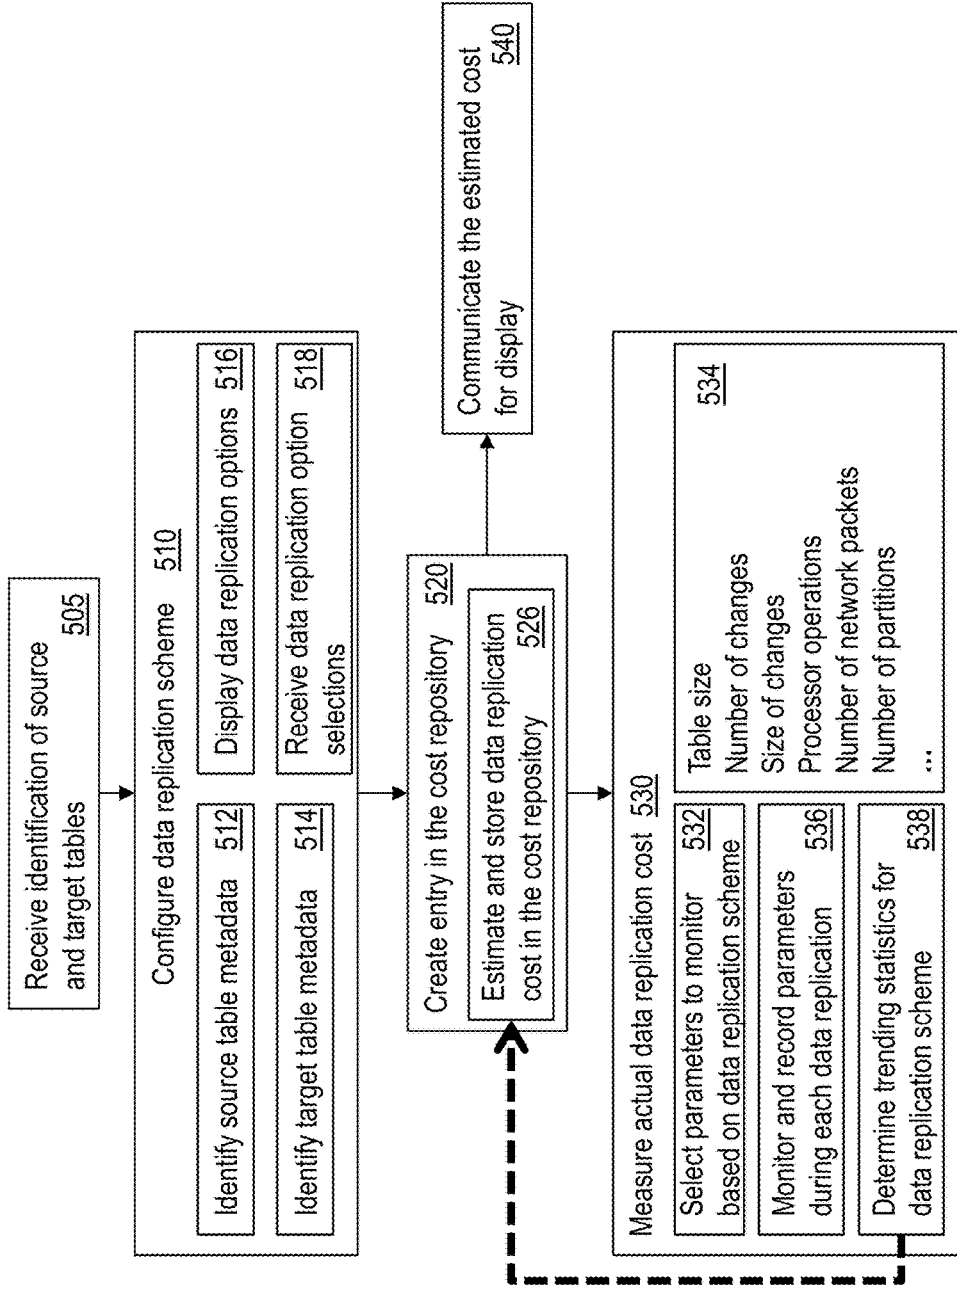 Receive identification of source
and target tables 505
Configure data replication scheme 510
Identify source table metadata 512
Identify target table metadata 514
Display data replication options 516
Receive data replication option 518
selections
Create entry in the cost repository 520
Estimate and store data replication
cost in the cost repository 526
Communicate the estimated cost
for display 540
Measure actual data replication cost 530
Select parameters to monitor 532
based on data replication scheme
Monitor and record parameters
during each data replication 536
Determine trending statistics for
data replication scheme 538
534
Table size
Number of changes
Size of changes
Processor operations
Number of network packets
Number of partitions
...